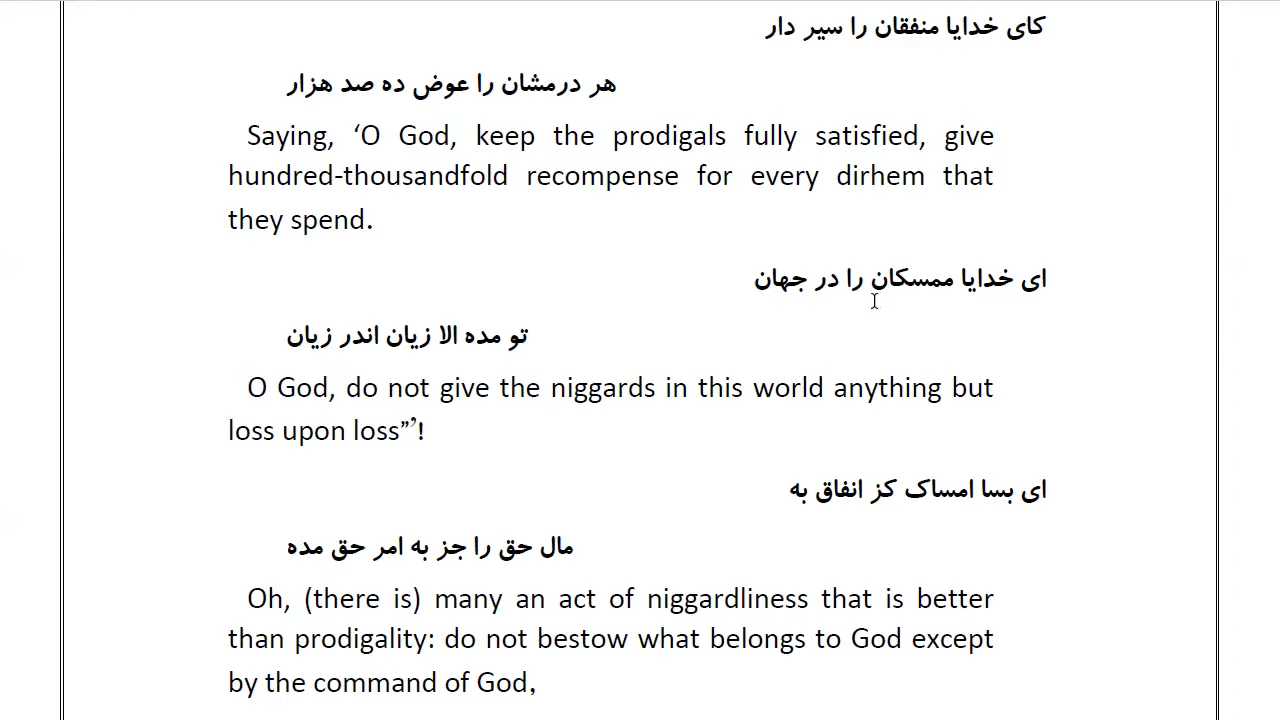 کای خدایا منفقان را سیر دار
هر درمشان را عوض ده صد هزار
Saying, ‘O God, keep the prodigals fully satisfied, give
hundred-thousandfold recompense for every dirhem that
they spend.
ای خدایا ممسکان را در جهان
تو مده الا زیان اندر زیان
O God, do not give the niggards in this world anything but
loss upon loss”’!
ای بسا امساک کز انفاق به
مال حق را جز به امر حق مده
Oh, (there is) many an act of niggardliness that is better
than prodigality: do not bestow what belongs to God except
by the command of God,